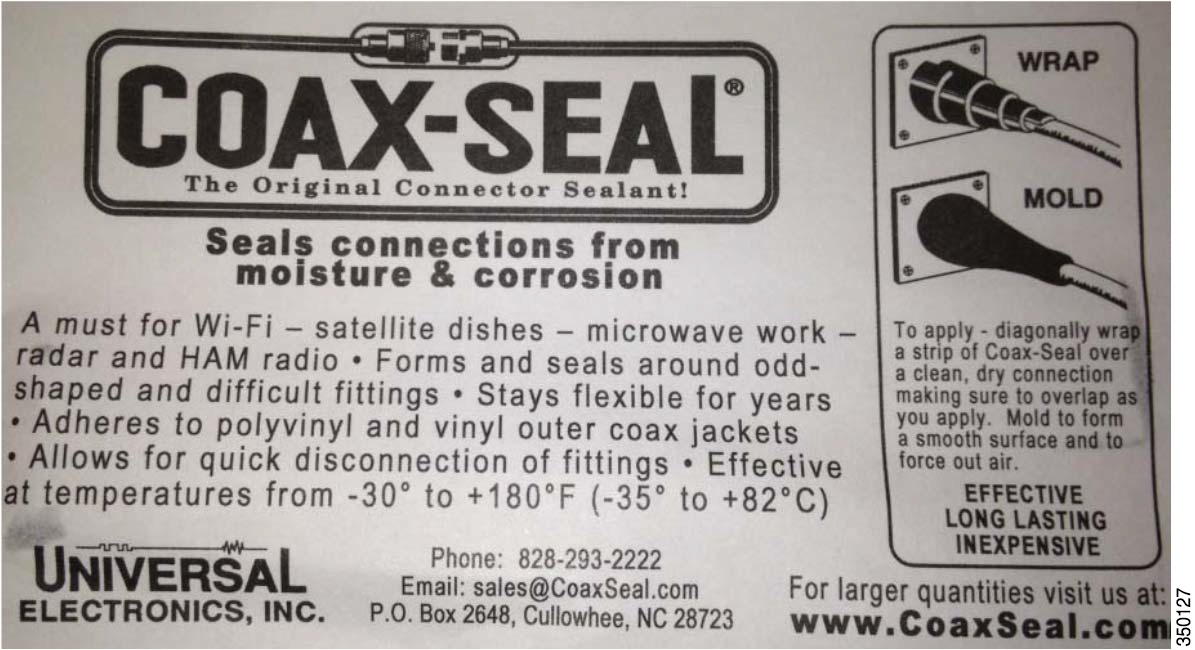 COAX-SEAL®
The Original Connector Sealant!
Seals connections from
moisture & corrosion
A must for Wi-Fi – satellite dishes – microwave work –
radar and HAM radio • Forms and seals around odd-
shaped and difficult fittings • Stays flexible for years
• Adheres to polyvinyl and vinyl outer coax jackets
• Allows for quick disconnection of fittings • Effective
at temperatures from -30° to +180°F (-35° to +82°C)
UNIVERSAL
ELECTRONICS, INC.
Phone: 828-293-2222
Email: sales@CoaxSeal.com
P.O. Box 2648, Cullowhee, NC 28723
WRAP
MOLD
To apply - diagonally wrap
a strip of Coax-Seal over
a clean, dry connection
making sure to overlap as
you apply. Mold to form
a smooth surface and to
force out air.
EFFECTIVE
LONG LASTING
INEXPENSIVE
For larger quantities visit us at:
www.CoaxSeal.com
350127